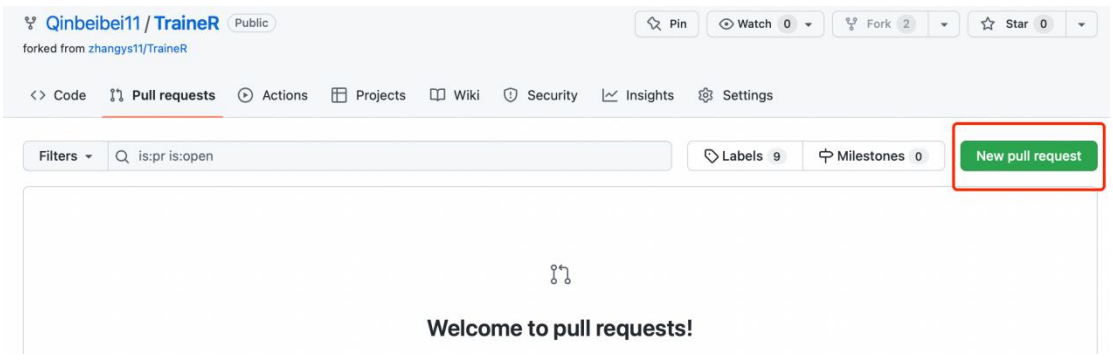 Qinbeibei11 / TraineR Public Pin Watch 0 Fork 2 Star 0
forked from zhangys11/TraineR
<> Code Pull requests Actions Projects Wiki Security Insights Settings
Filters is:pr is:open Labels 9 Milestones 0 New pull request
Welcome to pull requests!